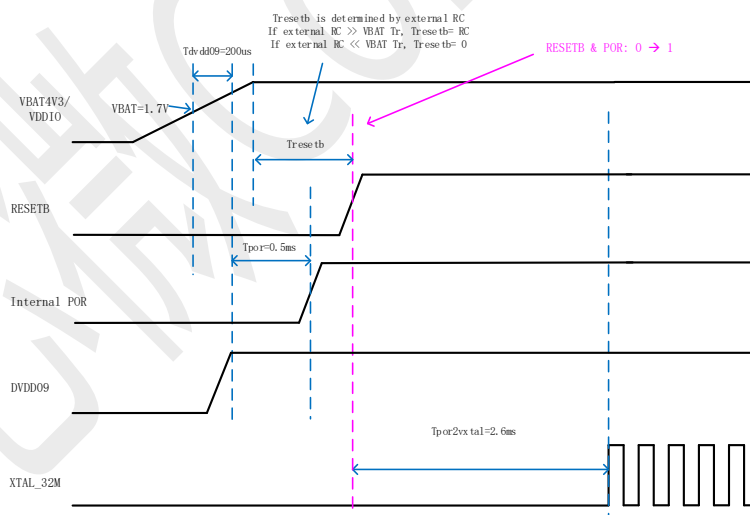 Tresetb is determined by external RC
If external RC >> VBAT Tr, Tresetb= RC
If external RC << VBAT Tr, Tresetb= 0
RESETB & POR: 0 → 1
Tdvdd09=200us
VBAT4V3/
VDDIO
VBAT=1.7V
Tresetb
RESETB
Tpor=0.5ms
Internal POR
DVDD09
Tpor2vxtal=2.6ms
XTAL_32M